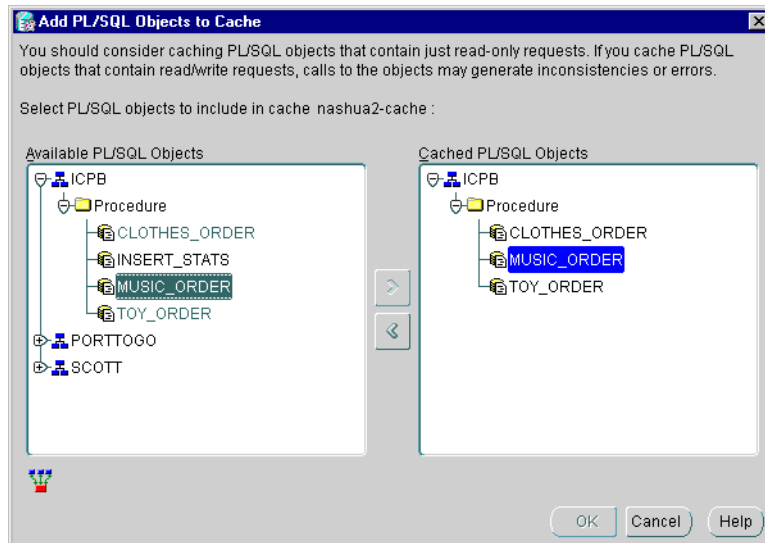 Add PL/SQL Objects to Cache
You should consider caching PL/SQL objects that contain just read-only requests. If you cache PL/SQL
objects that contain read/write requests, calls to the objects may generate inconsistencies or errors.
Select PL/SQL objects to include in cache nashua2-cache :
Available PL/SQL Objects
ICPB
Procedure
CLOTHES_ORDER
INSERT_STATS
MUSIC_ORDER
TOY_ORDER
PORTTOGO
SCOTT
Cached PL/SQL Objects
ICPB
Procedure
CLOTHES_ORDER
MUSIC_ORDER
TOY_ORDER
OK Cancel Help